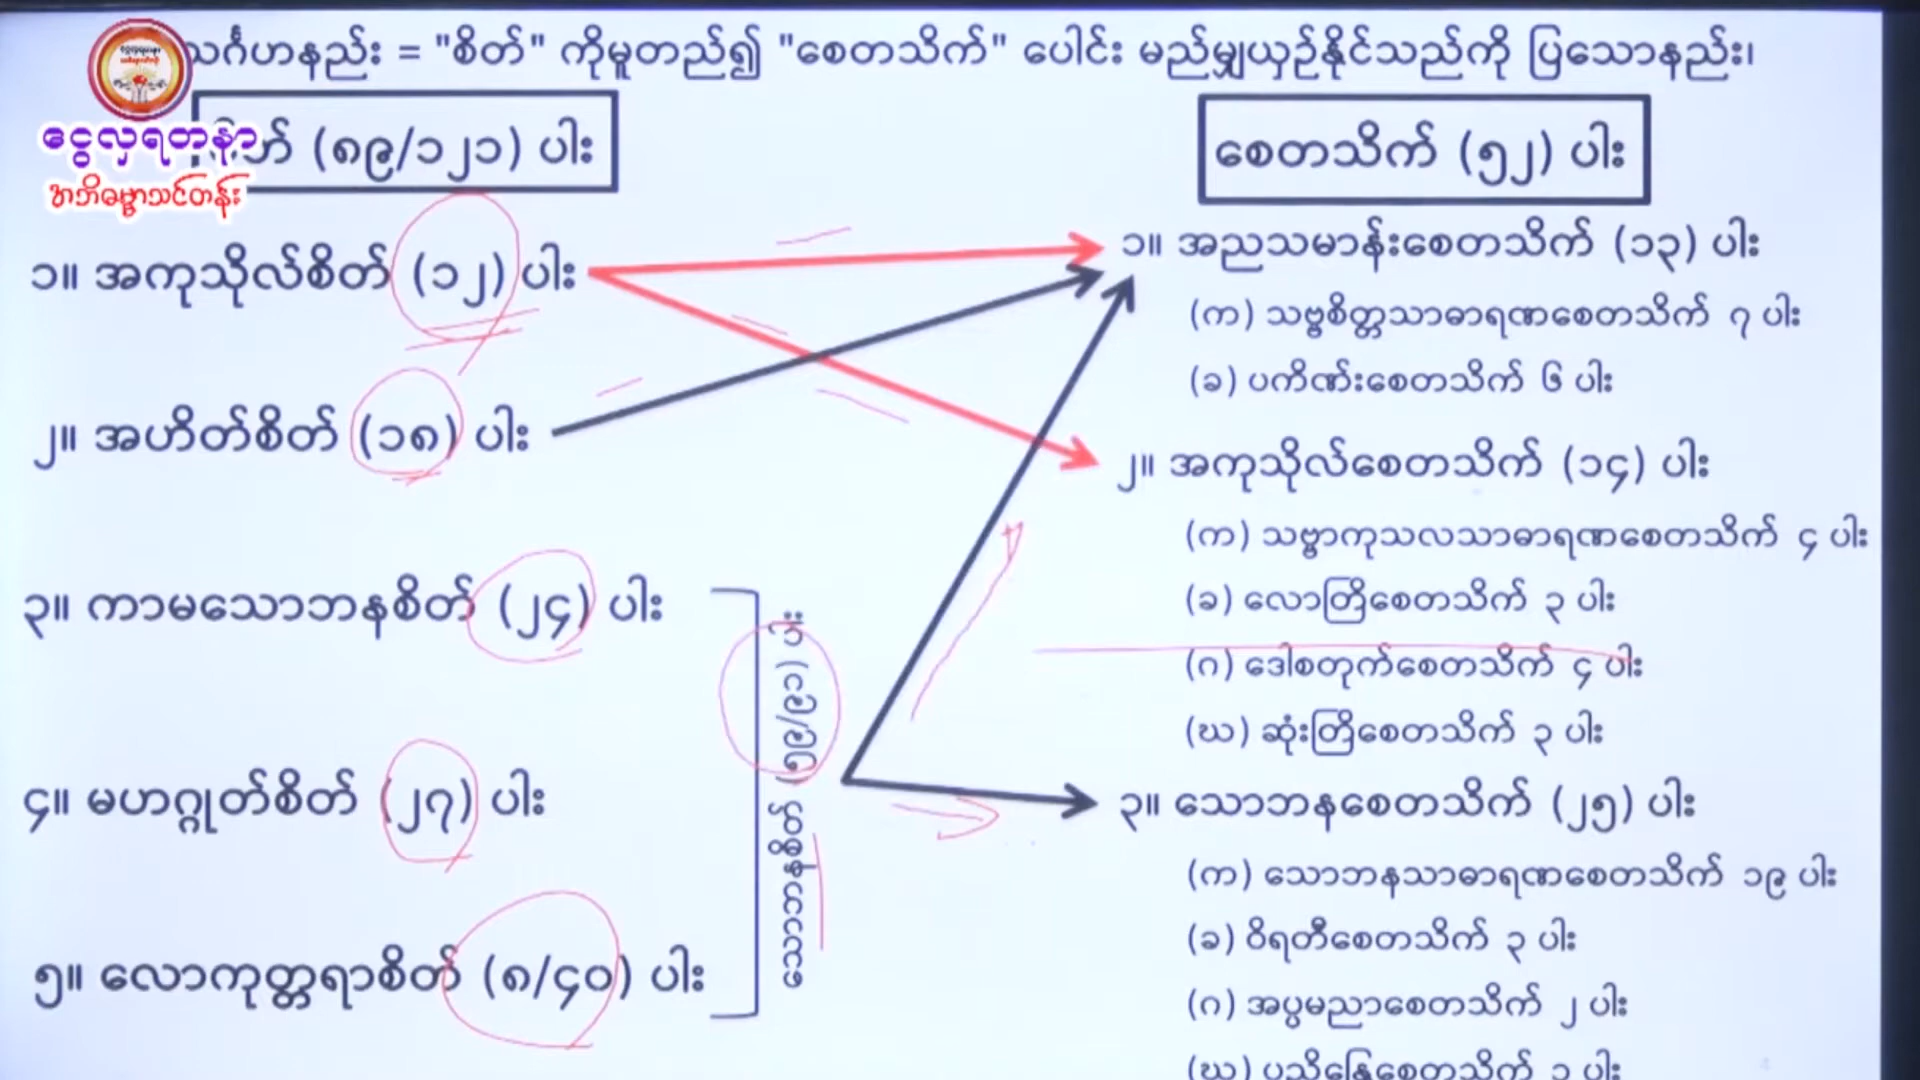 သင်္ဂဟနည်း = "စိတ်" ကိုမူတည်၍ "စေတသိက်" ပေါင်း မည်မျှယှဉ်နိုင်သည်ကို ပြသောနည်း၊
ငွေလှရတနာ
အဘိဓမ္မာသင်တန်း
(၈၉/၁၂၁) ပါး
၁။ အကုသိုလ်စိတ် (၁၂) ပါး
၂။ အဟိတ်စိတ် (၁၈) ပါး
၃။ ကာမသောဘနစိတ် (၂၄) ပါး
၄။ မဟဂ္ဂုတ်စိတ် (၂၇) ပါး
၅။ လောကုတ္တရာစိတ် (၈/၄၀) ပါး
သောဘနစိတ် (၅၉/၉၁) ပါး
စေတသိက် (၅၂) ပါး
၁။ အညသမာန်းစေတသိက် (၁၃) ပါး
(က) သဗ္ဗစိတ္တသာဓာရဏစေတသိက် ၇ ပါး
(ခ) ပကိဏ်းစေတသိက် ၆ ပါး
၂။ အကုသိုလ်စေတသိက် (၁၄) ပါး
(က) သဗ္ဗာကုသလသာဓာရဏစေတသိက် ၄ ပါး
(ခ) လောတြိစေတသိက် ၃ ပါး
(ဂ) ဒေါစတုက်စေတသိက် ၄ ပါး
(ဃ) ဆုံးတြိစေတသိက် ၃ ပါး
၃။ သောဘနစေတသိက် (၂၅) ပါး
(က) သောဘနသာဓာရဏစေတသိက် ၁၉ ပါး
(ခ) ဝိရတီစေတသိက် ၃ ပါး
(ဂ) အပ္ပမညာစေတသိက် ၂ ပါး
(ဃ) ပညိန္ဒြေစေတသိက် ၁ ပါး